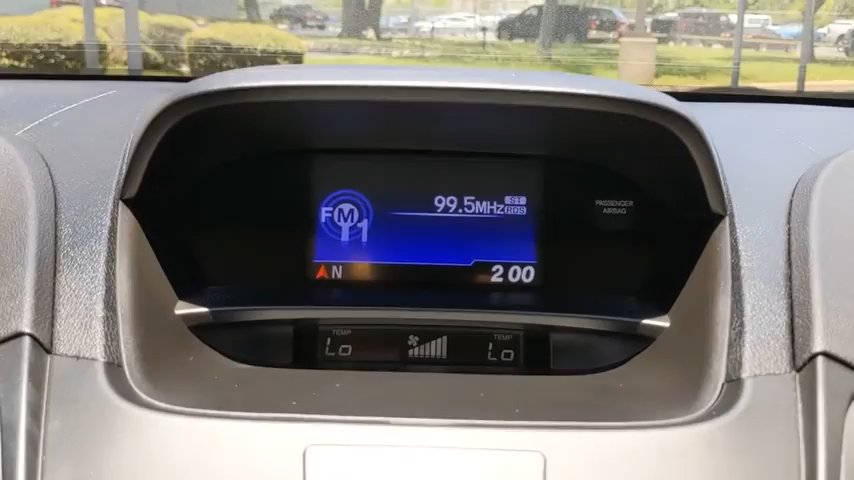 FM1
99.5MHz ST
RDS
PASSENGER
AIRBAG
N
2 00
TEMP
Lo
TEMP
Lo